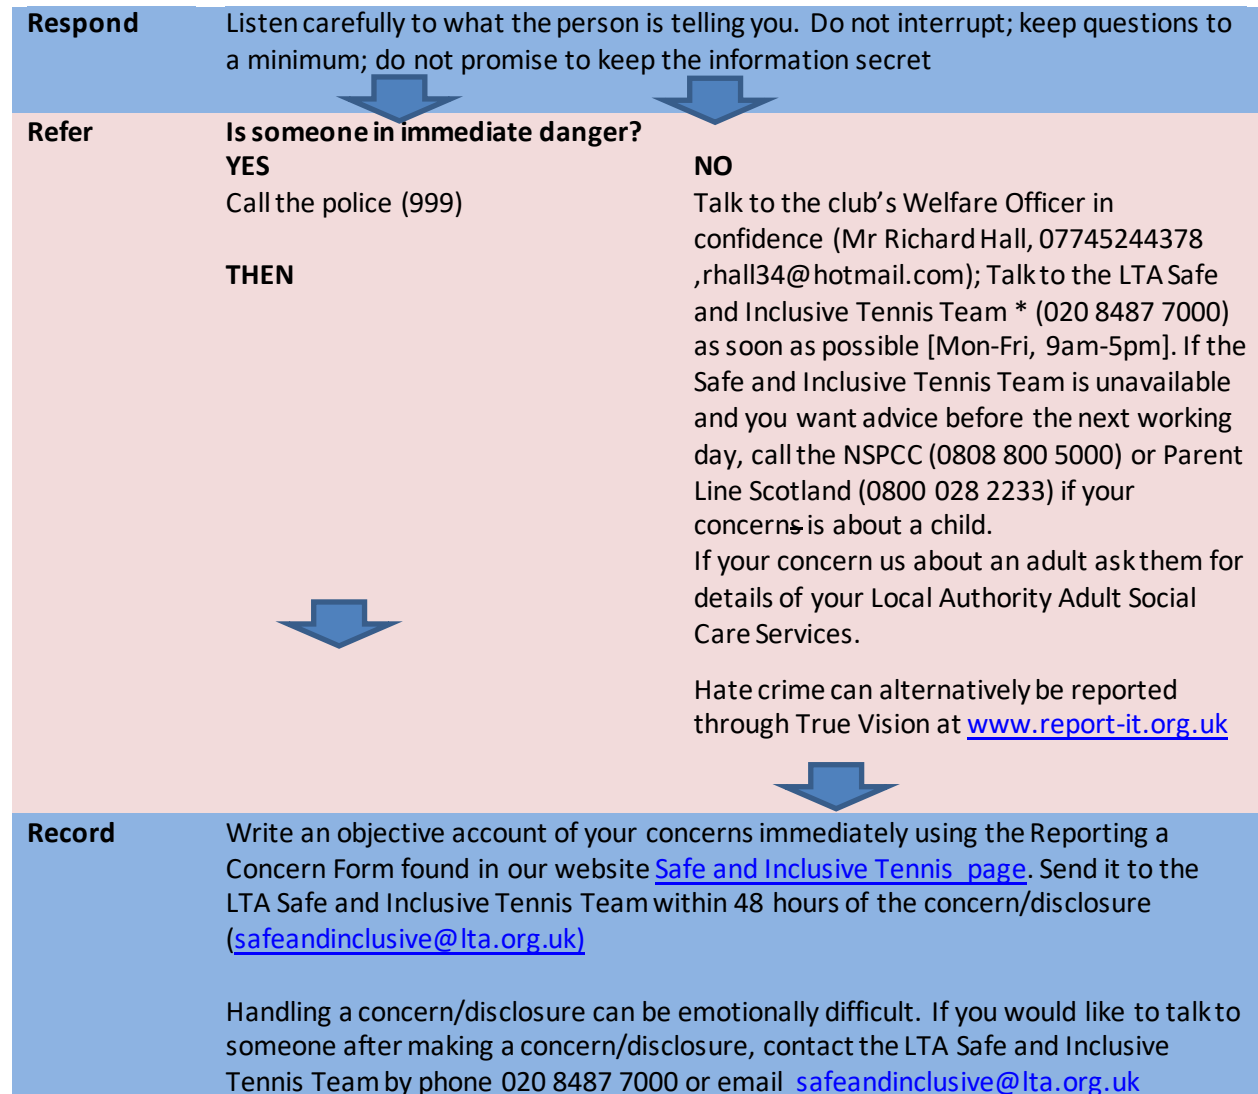 Respond
Listen carefully to what the person is telling you. Do not interrupt; keep questions to
a minimum; do not promise to keep the information secret
Refer
Is someone in immediate danger?
YES
Call the police (999)
THEN
NO
Talk to the club's Welfare Officer in
confidence (Mr Richard Hall, 07745244378
,rhall34@hotmail.com); Talk to the LTA Safe
and Inclusive Tennis Team * (020 8487 7000)
as soon as possible [Mon-Fri, 9am-5pm]. If the
Safe and Inclusive Tennis Team is unavailable
and you want advice before the next working
day, call the NSPCC (0808 800 5000) or Parent
Line Scotland (0800 028 2233) if your
concerns is about a child.
If your concern us about an adult ask them for
details of your Local Authority Adult Social
Care Services.
Hate crime can alternatively be reported
through True Vision at www.report-it.org.uk
Record
Write an objective account of your concerns immediately using the Reporting a
Concern Form found in our website Safe and Inclusive Tennis page. Send it to the
LTA Safe and Inclusive Tennis Team within 48 hours of the concern/disclosure
(safeandinclusive@lta.org.uk)
Handling a concern/disclosure can be emotionally difficult. If you would like to talk to
someone after making a concern/disclosure, contact the LTA Safe and Inclusive
Tennis Team by phone 020 8487 7000 or email safeandinclusive@lta.org.uk